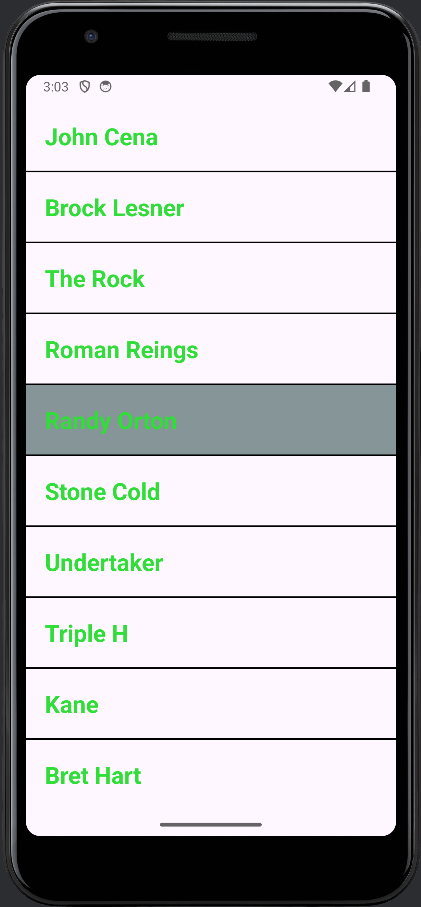 3:03
John Cena
Brock Lesner
The Rock
Roman Reings
Randy Orton
Stone Cold
Undertaker
Triple H
Kane
Bret Hart